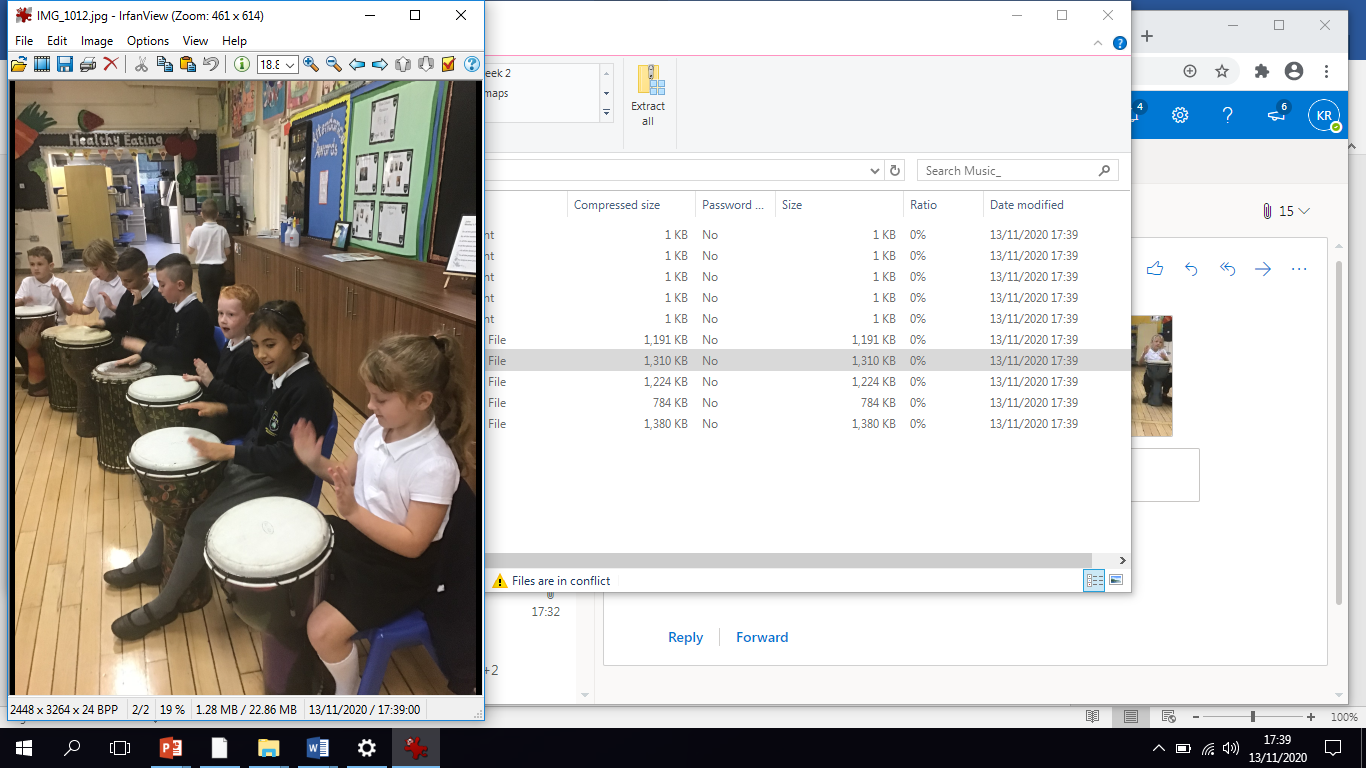 IMG_1012.jpg - IrfanView (Zoom: 461 x 614)
File Edit Image Options View Help
18.8
Healthy Eating
Attendance
Awards
2448 x 3264 x 24 BPP 2/2 19 % 1.28 MB / 22.86 MB 13/11/2020 / 17:39:00
eek 2
maps
Extract
all
Search Music_
Compressed size Password ... Size Ratio Date modified
nt 1 KB No 1 KB 0% 13/11/2020 17:39
nt 1 KB No 1 KB 0% 13/11/2020 17:39
nt 1 KB No 1 KB 0% 13/11/2020 17:39
nt 1 KB No 1 KB 0% 13/11/2020 17:39
nt 1 KB No 1 KB 0% 13/11/2020 17:39
File 1,191 KB No 1,191 KB 0% 13/11/2020 17:39
File 1,310 KB No 1,310 KB 0% 13/11/2020 17:39
File 1,224 KB No 1,224 KB 0% 13/11/2020 17:39
File 784 KB No 784 KB 0% 13/11/2020 17:39
File 1,380 KB No 1,380 KB 0% 13/11/2020 17:39
Files are in conflict
17:32
+2
4 6 KR
15
Reply Forward
100%
17:39
13/11/2020